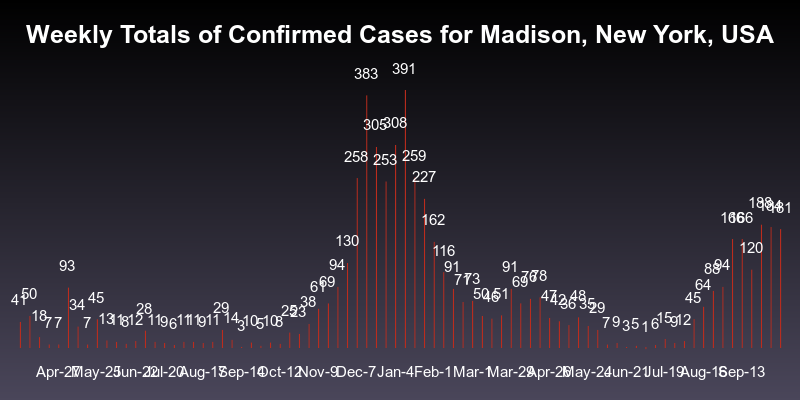 Weekly Totals of Confirmed Cases for Madison, New York, USA
41 50 18 7 7 93 34 7 45 13 11 8 12 28 11 9 6 11 11 9 11 29 14 3 10 5 10 8 25 23 38 61 69 94 130 258 383 305 253 308 391 259 227 162 116 91 71 73 50 46 51 91 69 76 78 47 42 36 48 35 29 7 9 3 5 1 6 15 9 12 45 64 88 94 166 166 120 188 184 181
Apr-27 May-25 Jun-22 Jul-20 Aug-17 Sep-14 Oct-12 Nov-9 Dec-7 Jan-4 Feb-1 Mar-1 Mar-29 Apr-26 May-24 Jun-21 Jul-19 Aug-16 Sep-13